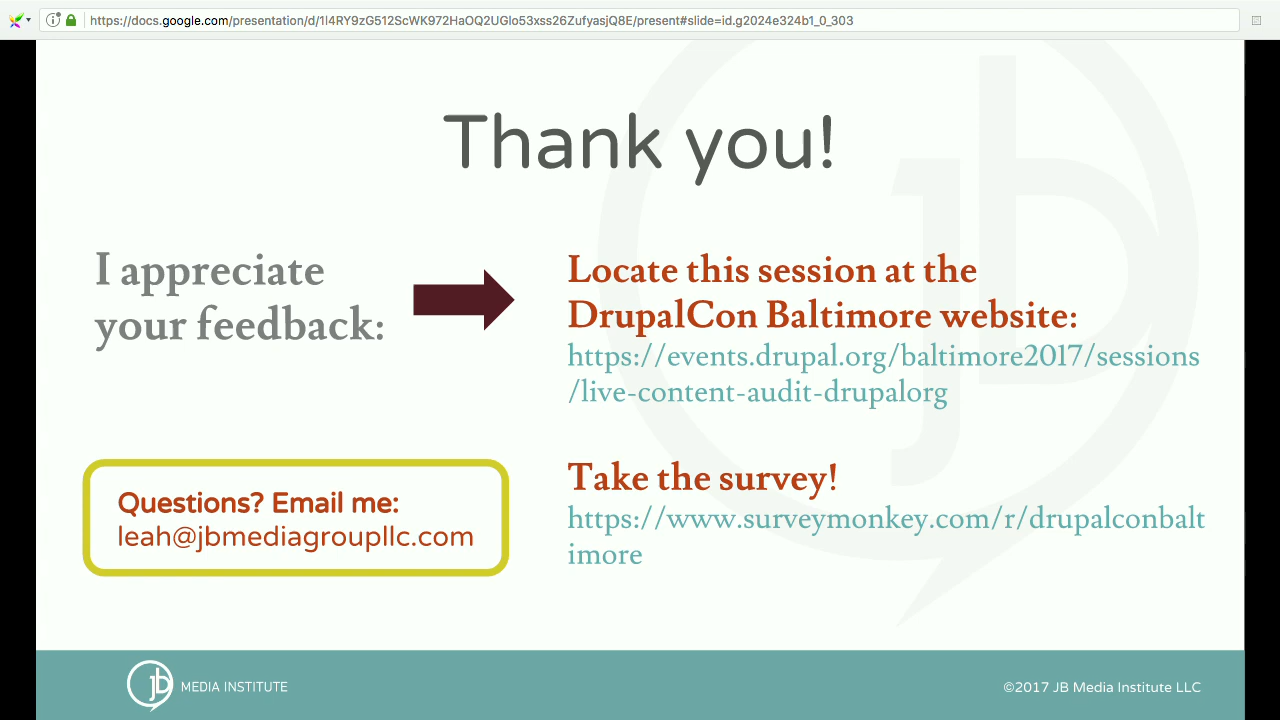 https://docs.google.com/presentation/d/1l4RY9zG512ScWK972HaOQ2UGlo53xss26ZufyasjQ8E/present#slide=id.g2024e324b1_0_303
Thank you!
I appreciate
your feedback:
Locate this session at the
DrupalCon Baltimore website:
https://events.drupal.org/baltimore2017/sessions
/live-content-audit-drupalorg
Questions? Email me:
leah@jbmediagroupllc.com
Take the survey!
https://www.surveymonkey.com/r/drupalconbalt
imore
jb MEDIA INSTITUTE
©2017 JB Media Institute LLC